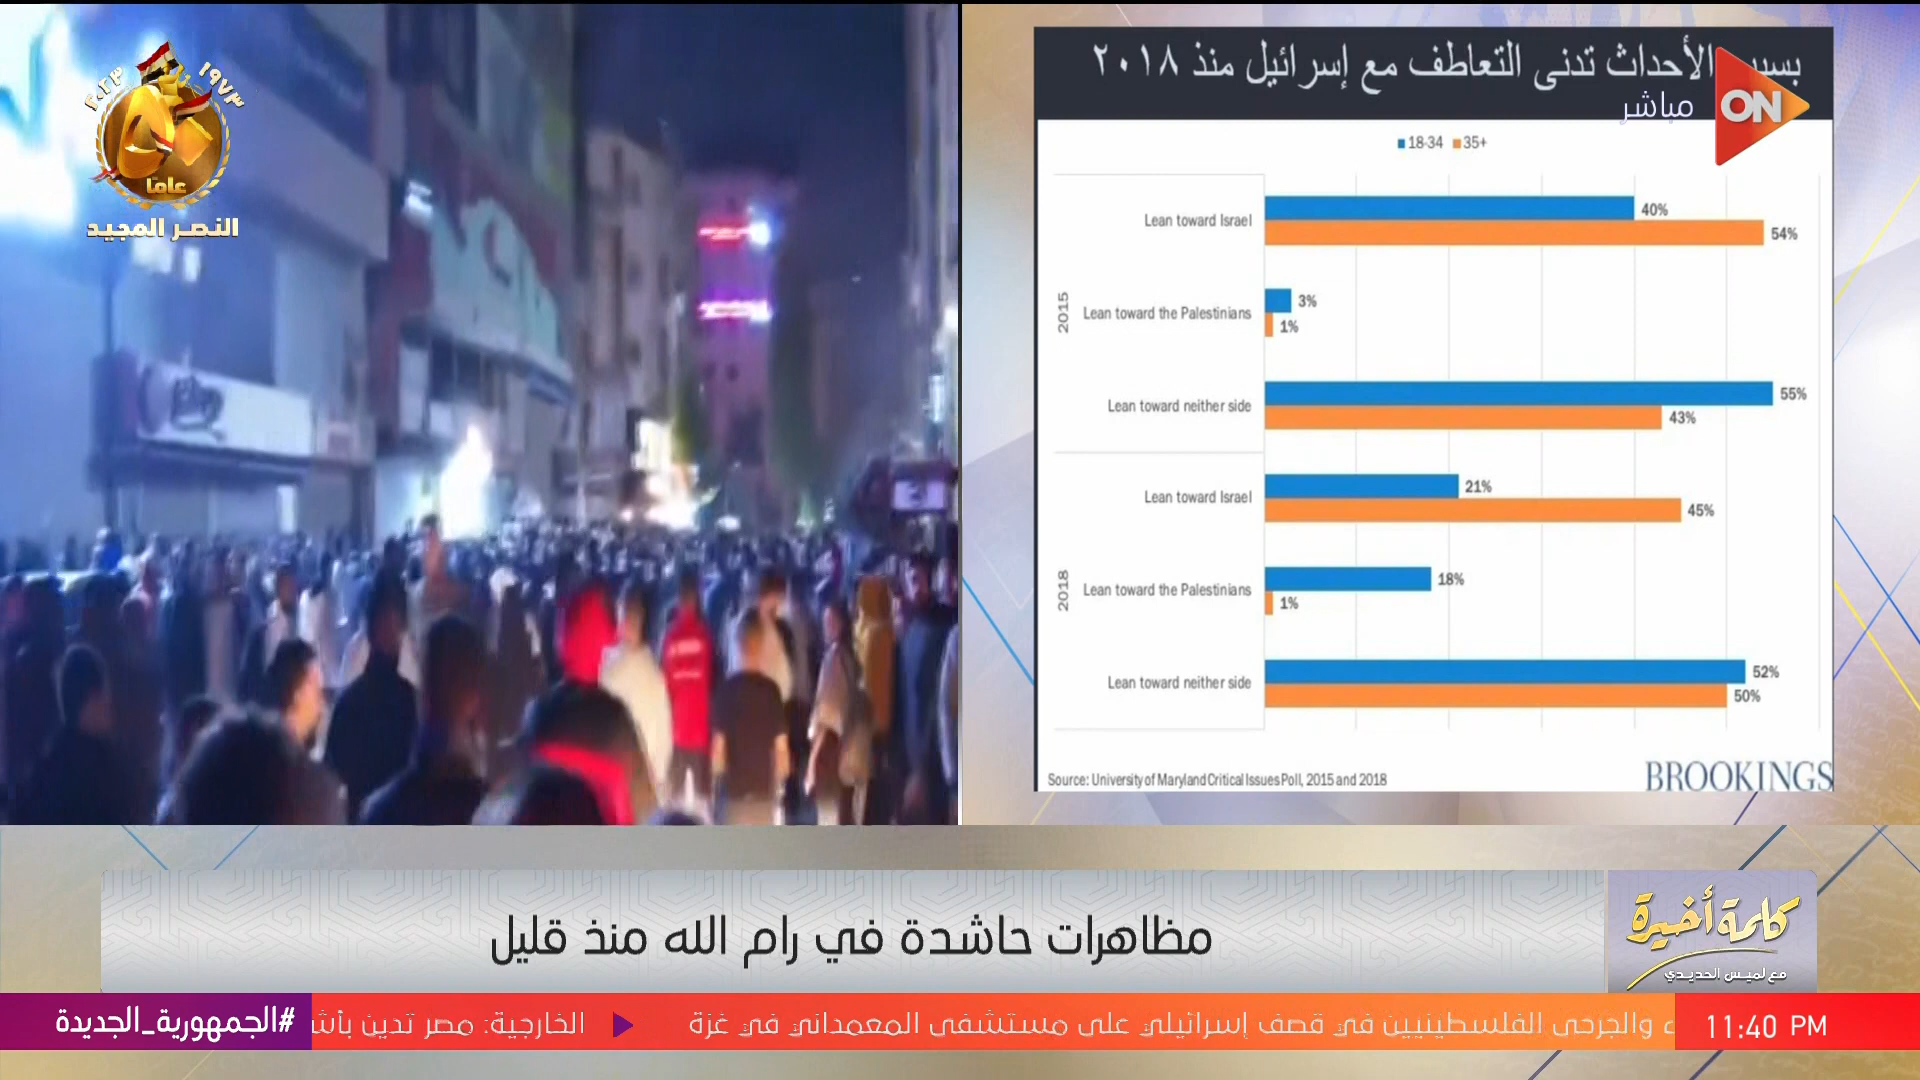 ٢٠٢٣
١٩٧٣
عامًا
النصر المجيد
بسبب الأحداث تدنى التعاطف مع إسرائيل منذ ٢٠١٨
مباشر
ON
18-34 35+
2015
Lean toward Israel 40% 54%
Lean toward the Palestinians 3% 1%
Lean toward neither side 55% 43%
2018
Lean toward Israel 21% 45%
Lean toward the Palestinians 18% 1%
Lean toward neither side 52% 50%
Source: University of Maryland Critical Issues Poll, 2015 and 2018
BROOKINGS
مظاهرات حاشدة في رام الله منذ قليل
كلمة أخيرة
مع لميس الحديدي
والجرحى الفلسطينيين في قصف إسرائيلي على مستشفى المعمداني في غزة
الخارجية: مصر تدين بأش
#الجمهورية_الجديدة
11:40 PM